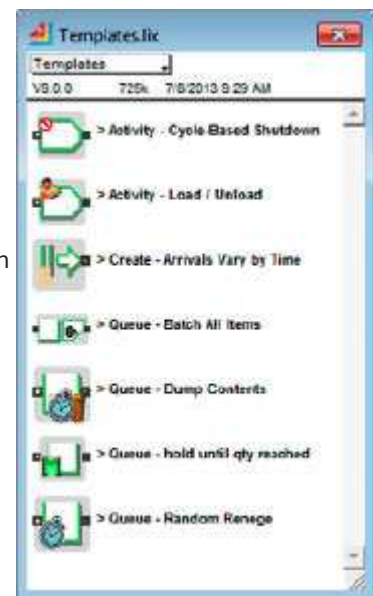 Templates.lix
Templates
V9.0.0 725k 7/8/2013 9:29 AM
> Activity - Cycle-Based Shutdown
> Activity - Load / Unload
n
> Create - Arrivals Vary by Time
> Queue - Batch All Items
> Queue - Dump Contents
> Queue - hold until qty reached
> Queue - Random Renege